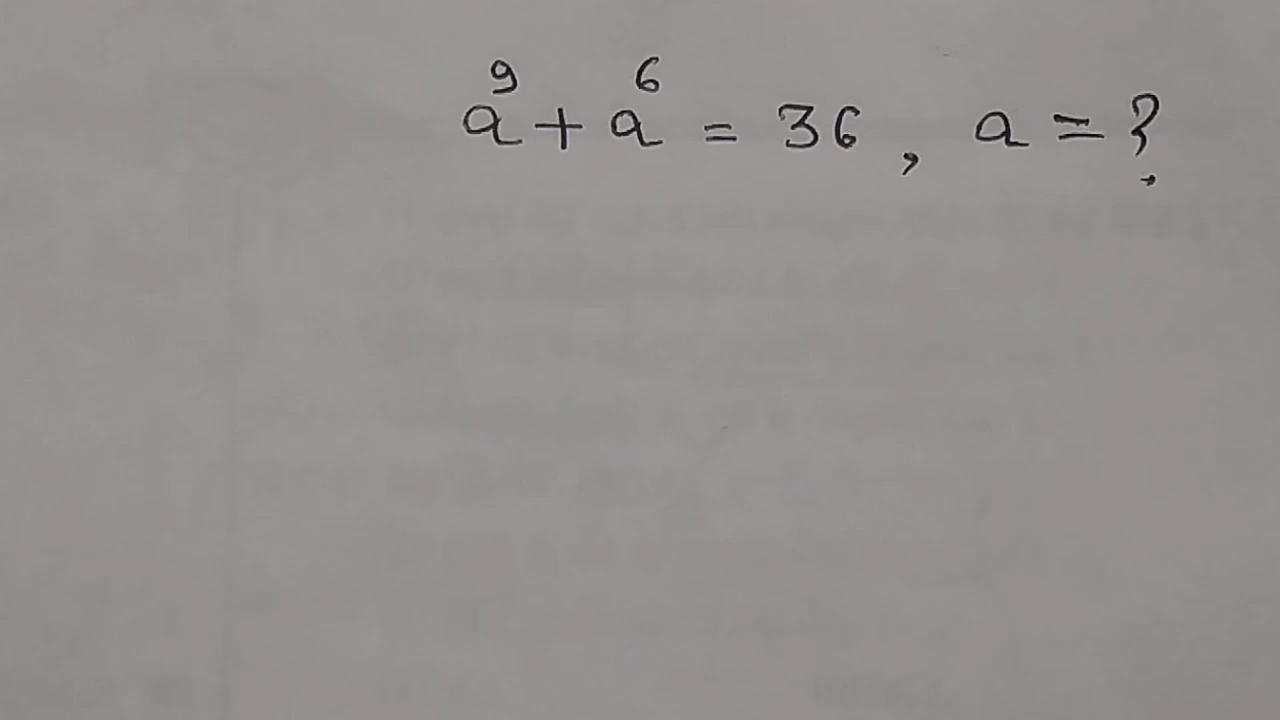 a⁹ + a⁶ = 36 , a = ?